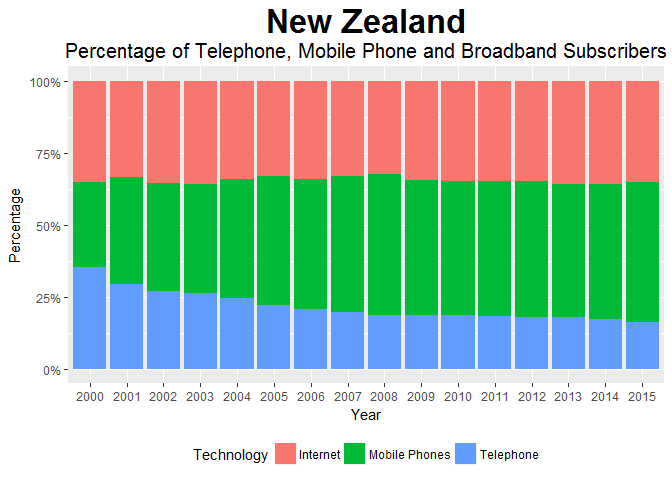 New Zealand
Percentage of Telephone, Mobile Phone and Broadband Subscribers
100%
75%
50%
25%
0%
Percentage
2000 2001 2002 2003 2004 2005 2006 2007 2008 2009 2010 2011 2012 2013 2014 2015
Year
Technology Internet Mobile Phones Telephone